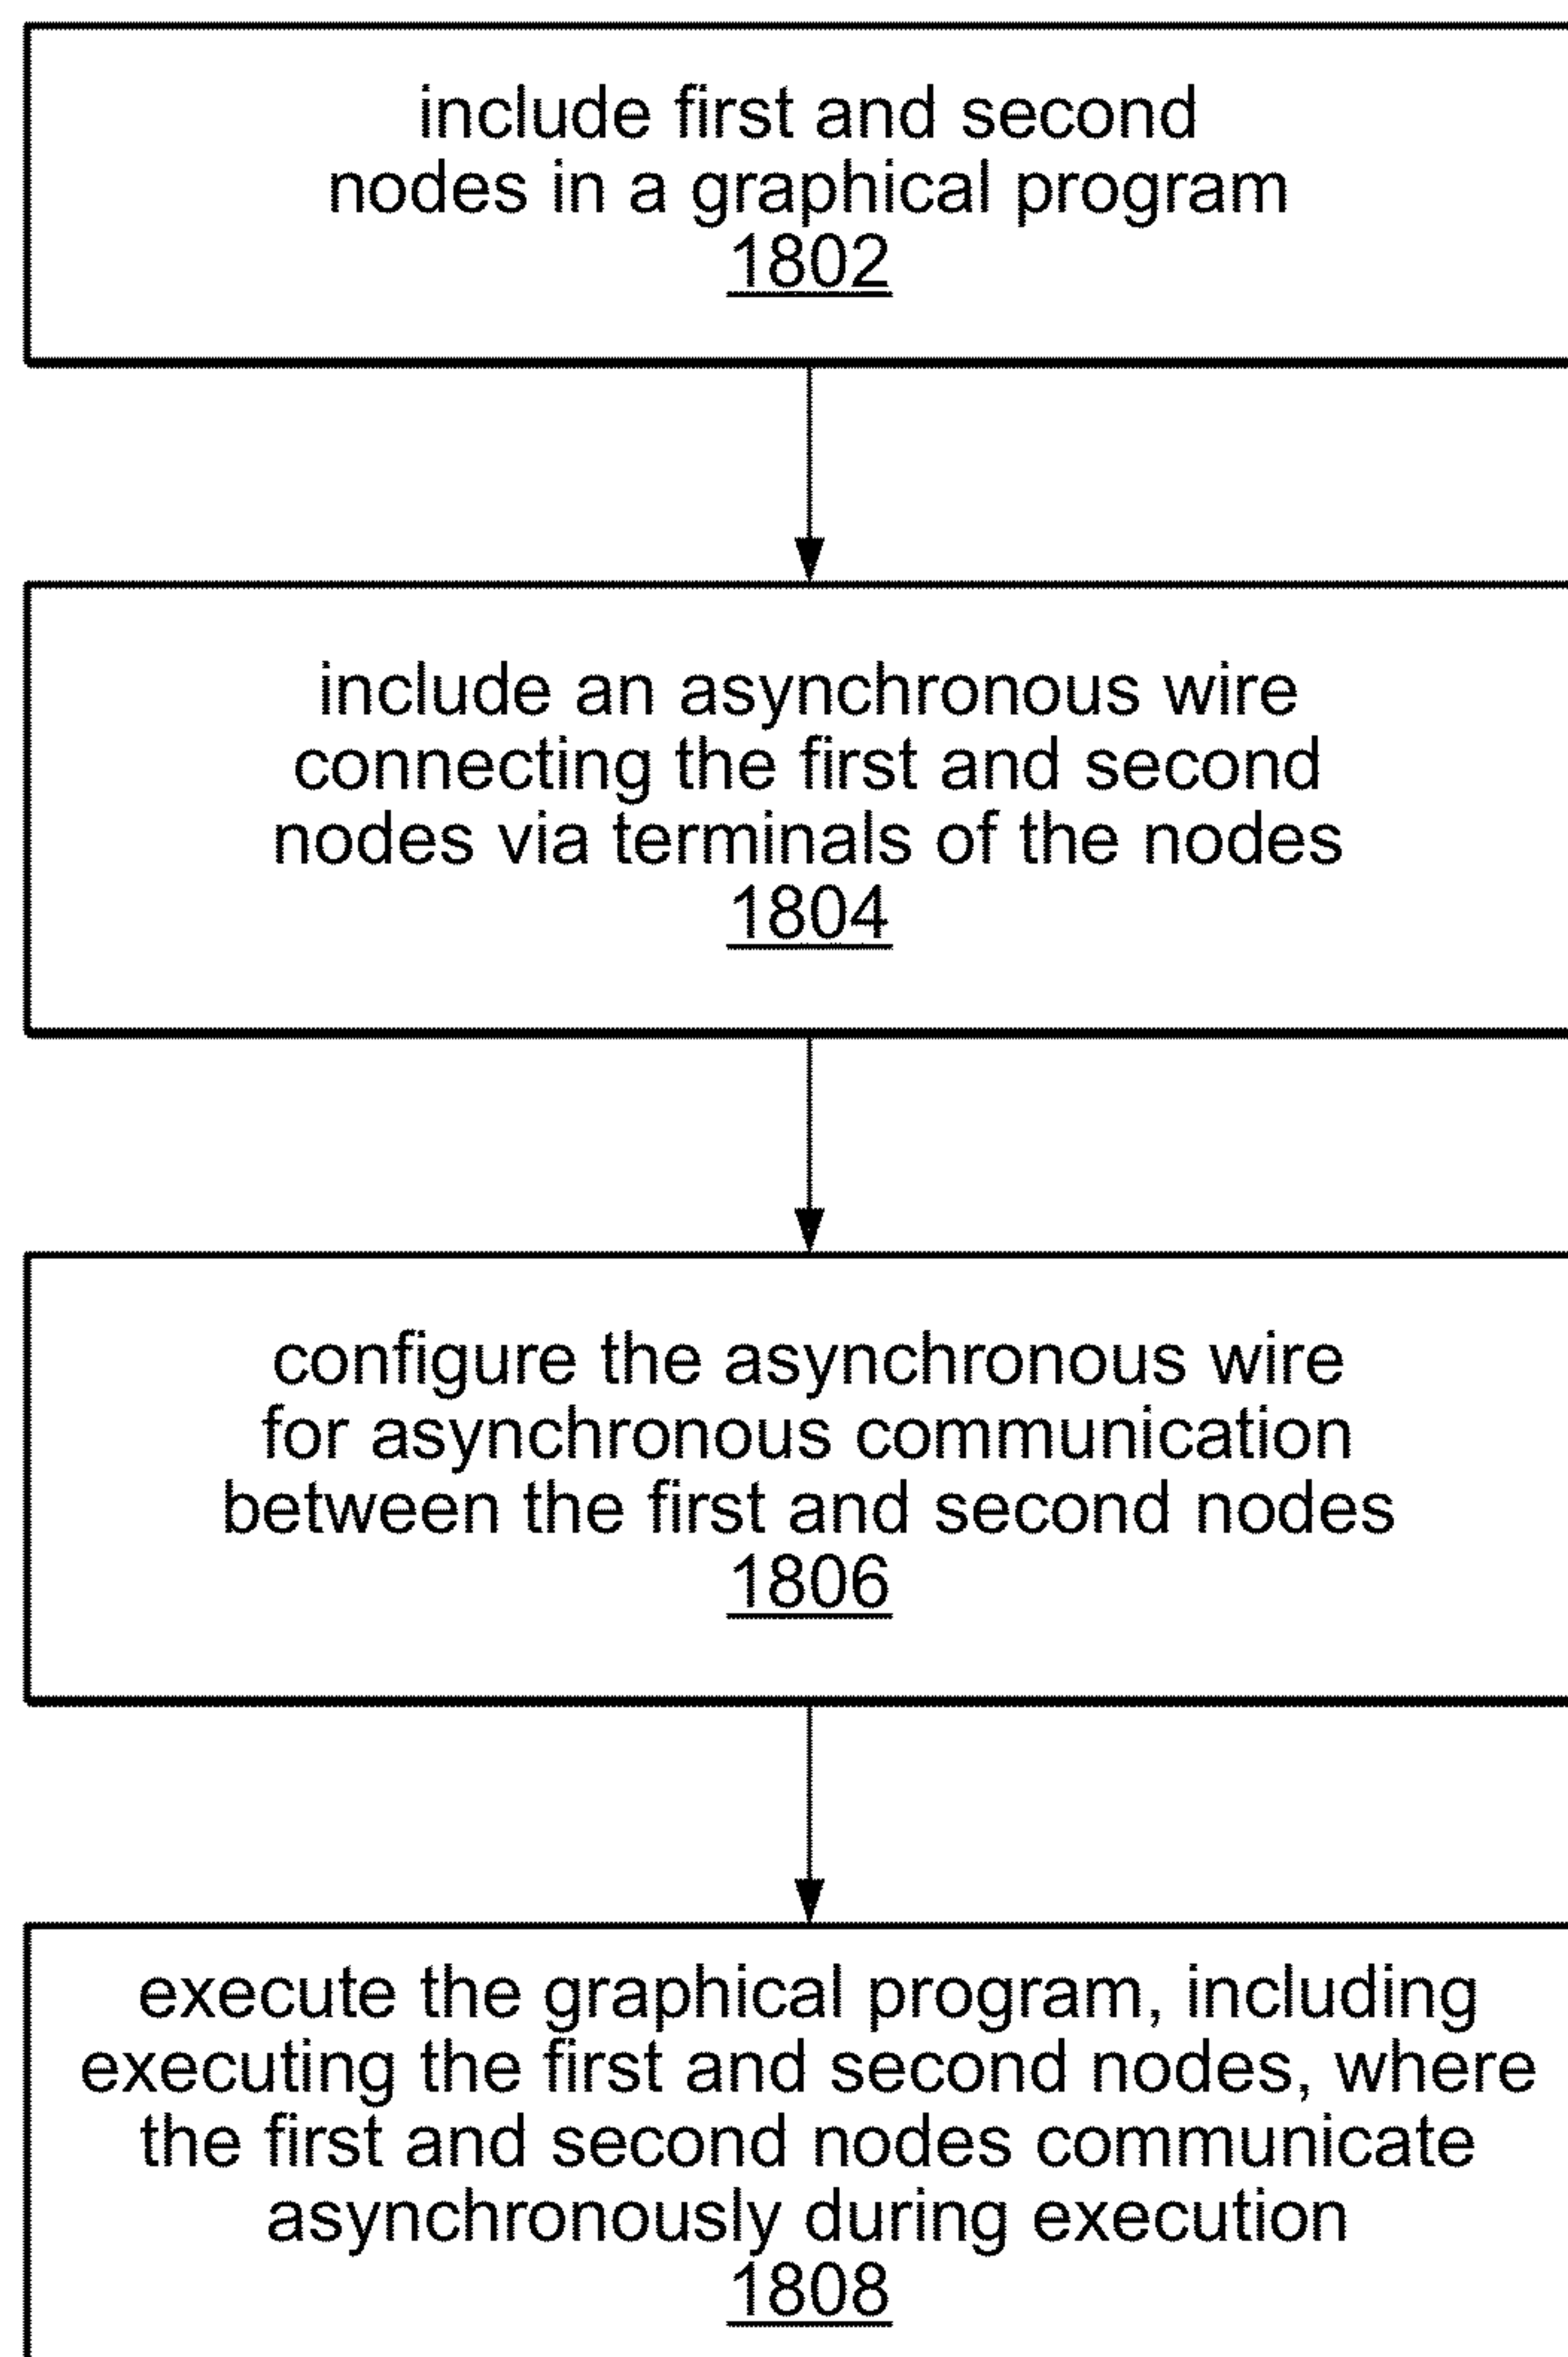 include first and second
nodes in a graphical program
1802
include an asynchronous wire
connecting the first and second
nodes via terminals of the nodes
1804
configure the asynchronous wire
for asynchronous communication
between the first and second nodes
1806
execute the graphical program, including
executing the first and second nodes, where
the first and second nodes communicate
asynchronously during execution
1808